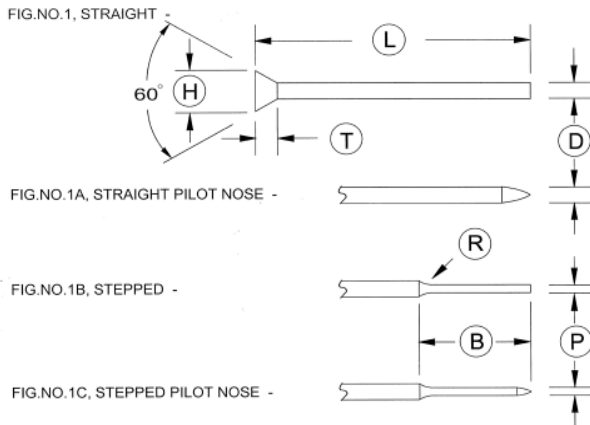 FIG.NO.1, STRAIGHT -
L
60°
H
T
D
FIG.NO.1A, STRAIGHT PILOT NOSE -
R
FIG.NO.1B, STEPPED -
B
P
FIG.NO.1C, STEPPED PILOT NOSE -